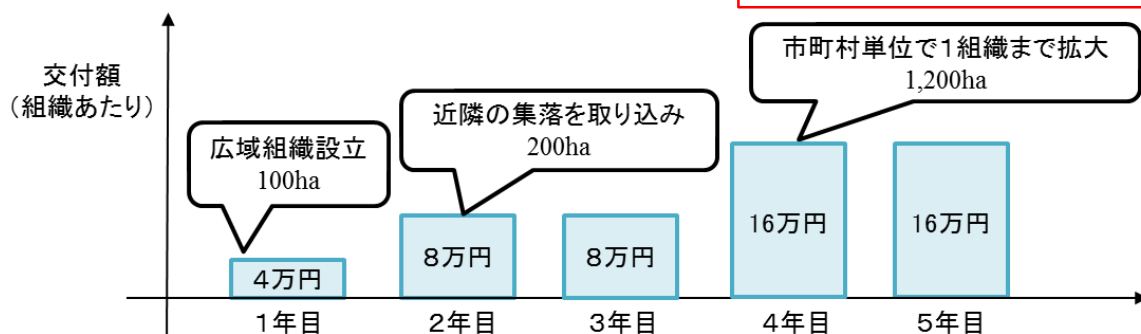 交付額
（組織あたり）
広域組織設立
100ha
近隣の集落を取り込み
200ha
市町村単位で１組織まで拡大
1,200ha
４万円
８万円
８万円
16万円
16万円
１年目
２年目
３年目
４年目
５年目